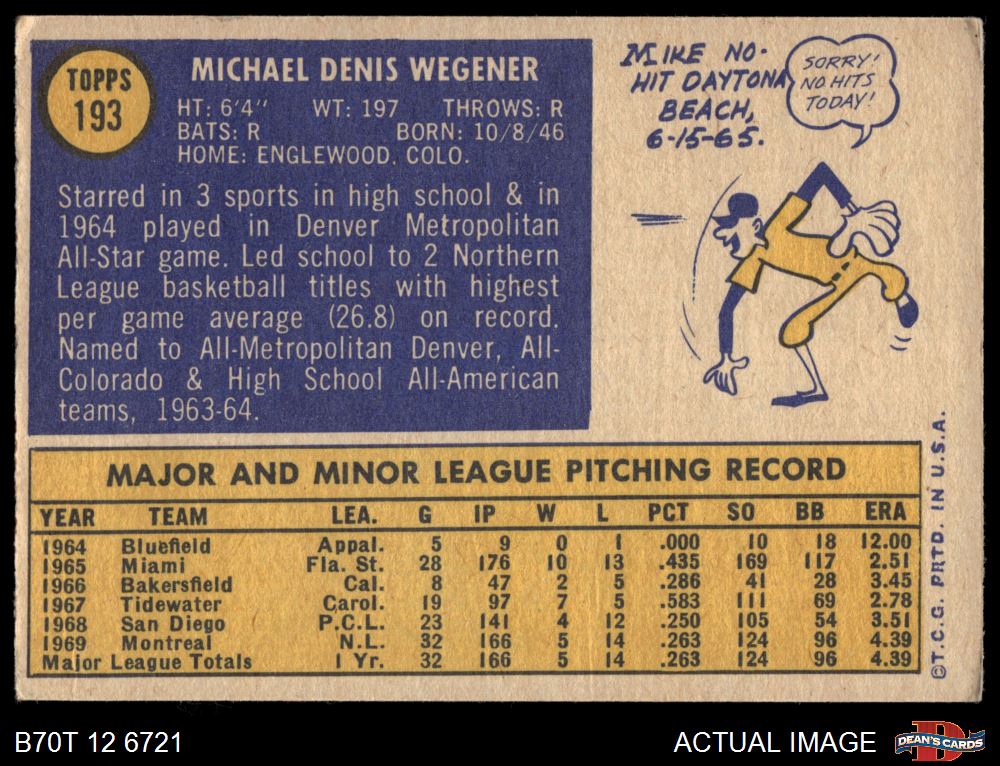 TOPPS
193
MICHAEL DENIS WEGENER
HT: 6'4" WT: 197 THROWS: R
BATS: R BORN: 10/8/46
HOME: ENGLEWOOD, COLO.
Starred in 3 sports in high school & in
1964 played in Denver Metropolitan
All-Star game. Led school to 2 Northern
League basketball titles with highest
per game average (26.8) on record.
Named to All-Metropolitan Denver, All-
Colorado & High School All-American
teams, 1963-64.
MIKE NO-
HIT DAYTONA
BEACH,
6-15-65.
SORRY!
NO HITS
TODAY!
MAJOR AND MINOR LEAGUE PITCHING RECORD
YEAR TEAM LEA. G IP W L PCT SO BB ERA
1964 Bluefield Appal. 5 9 0 1 .000 10 18 12.00
1965 Miami Fla. St. 28 176 10 13 .435 169 117 2.51
1966 Bakersfield Cal. 8 47 2 5 .286 41 28 3.45
1967 Tidewater Carol. 19 97 7 5 .583 111 69 2.78
1968 San Diego P.C.L. 23 141 4 12 .250 105 54 3.51
1969 Montreal N.L. 32 166 5 14 .263 124 96 4.39
Major League Totals 1 Yr. 32 166 5 14 .263 124 96 4.39
©T.C.G. PRTD. IN U.S.A.
B70T 12 6721
ACTUAL IMAGE
DEAN'S CARDS